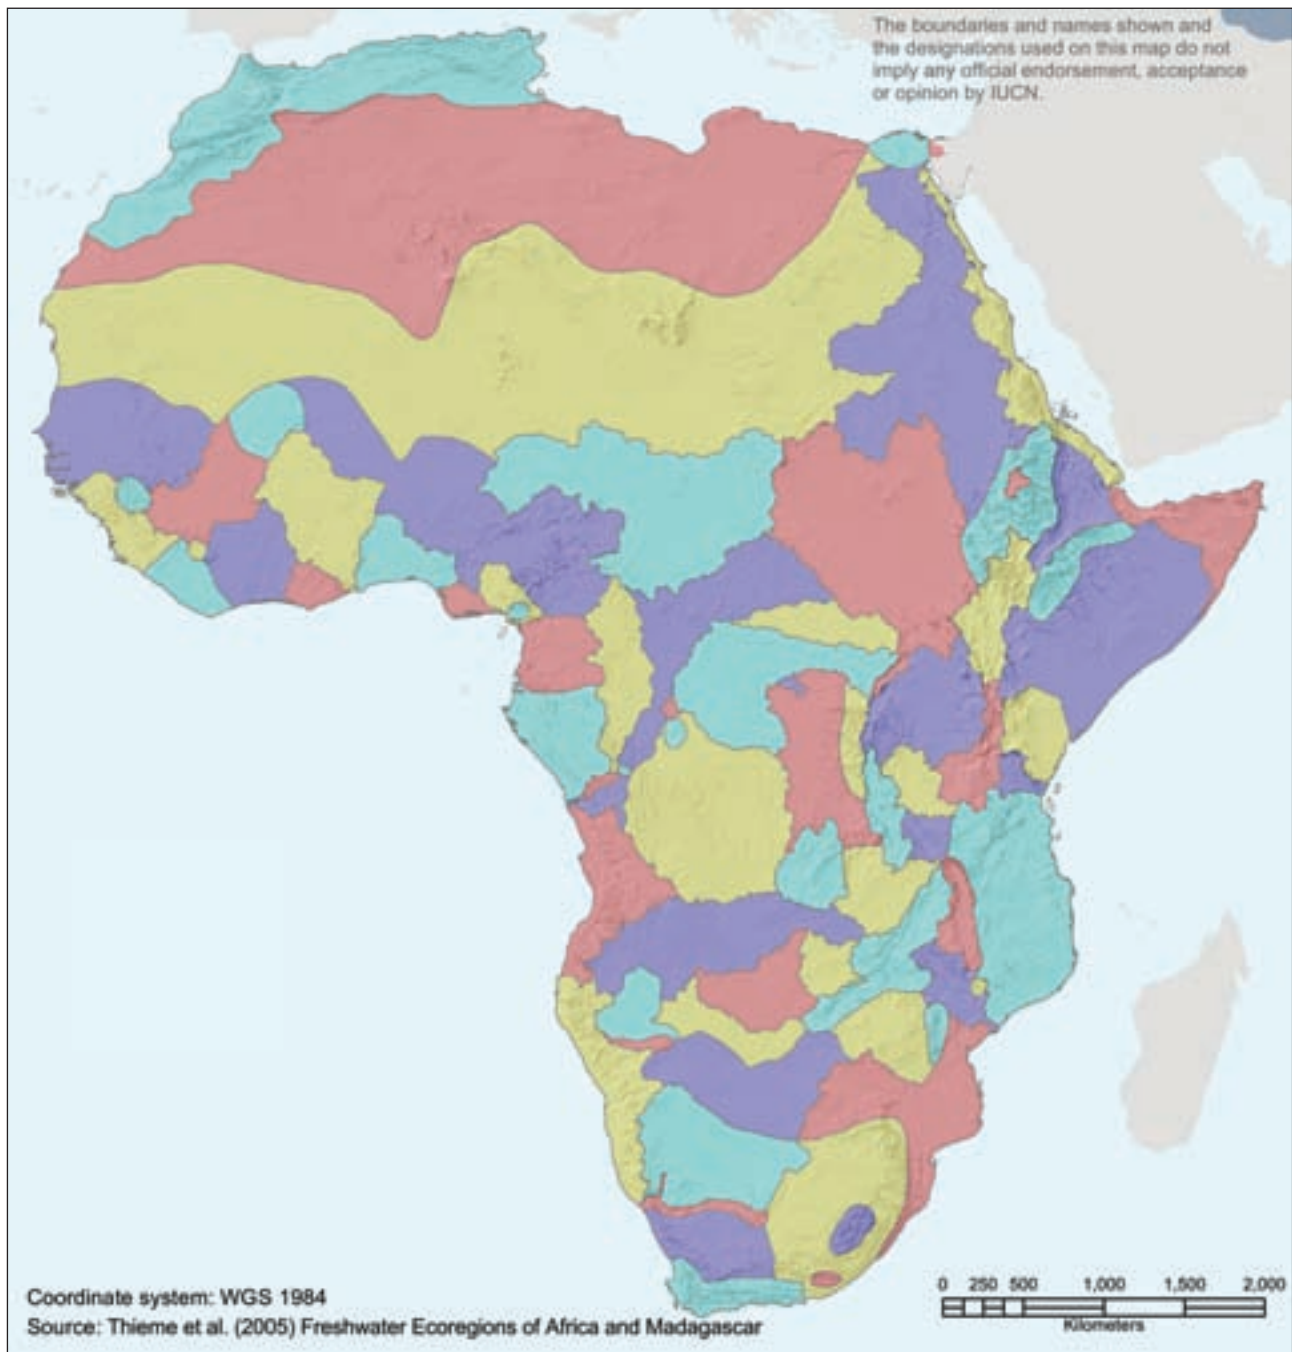 The boundaries and names shown and
the designations used on this map do not
imply any official endorsement, acceptance
or opinion by IUCN.
Coordinate system: WGS 1984
Source: Thieme et al. (2005) Freshwater Ecoregions of Africa and Madagascar
0 250 500 1,000 1,500 2,000
Kilometers